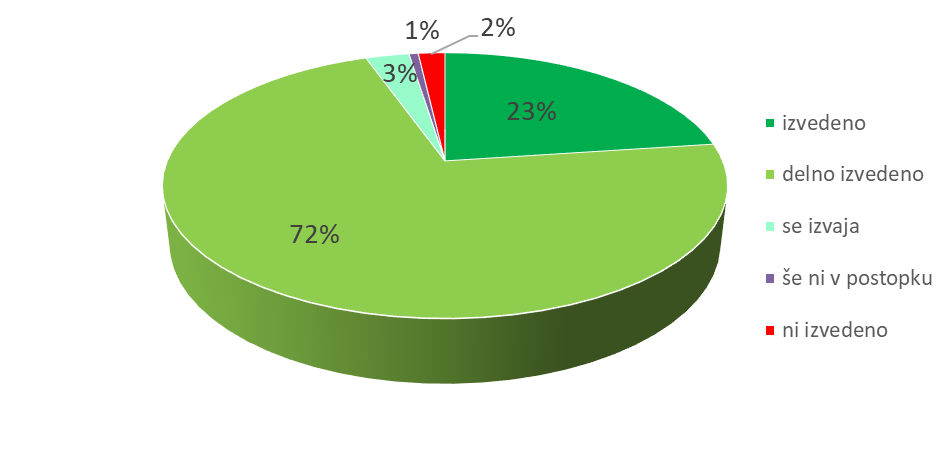 1%
2%
3%
23%
72%
izvedeno
delno izvedeno
se izvaja
še ni v postopku
ni izvedeno